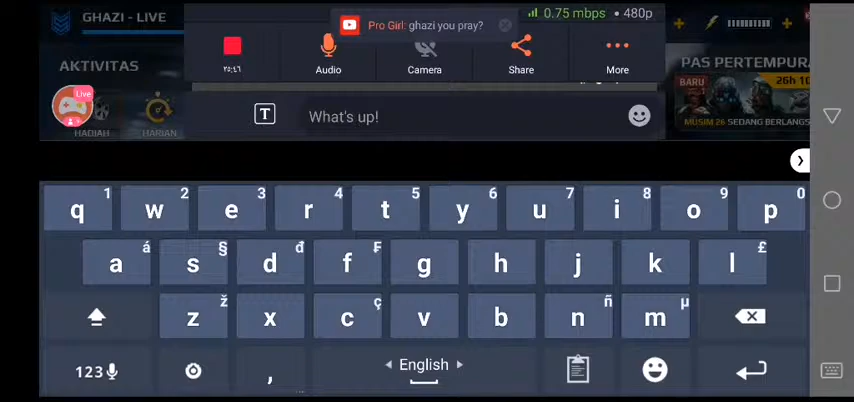 GHAZI - LIVE
Pro Girl: ghazi you pray?
0.75 mbps • 480p
AKTIVITAS
٢٥:٤٦
Audio
Camera
Share
More
PAS PERTEMPURA
BARU
26h 10
MUSIM 26 SEDANG BERLANGS
Live
HADIAH
HARIAN
T
What's up!
q 1 w 2 e 3 r 4 t 5 y 6 u 7 i 8 o 9 p 0
a á s § d đ f ₣ g h j k l £
z ž x c ç v b n ñ m µ
123 , English